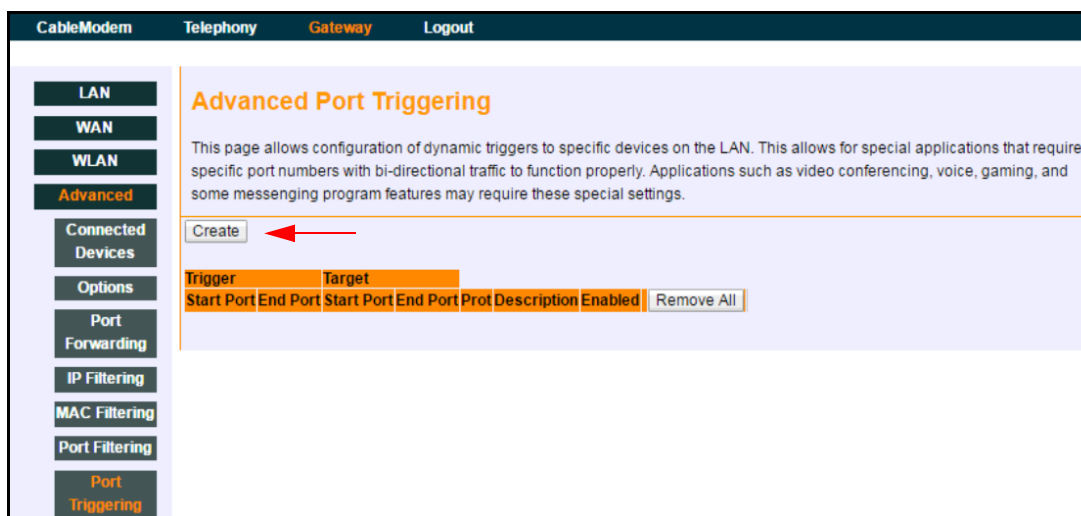 CableModem Telephony Gateway Logout
LAN
WAN
WLAN
Advanced
Connected
Devices
Options
Port
Forwarding
IP Filtering
MAC Filtering
Port Filtering
Port
Triggering
Advanced Port Triggering
This page allows configuration of dynamic triggers to specific devices on the LAN. This allows for special applications that require
specific port numbers with bi-directional traffic to function properly. Applications such as video conferencing, voice, gaming, and
some messenging program features may require these special settings.
Create
Trigger Target
Start Port End Port Start Port End Port Prot Description Enabled Remove All